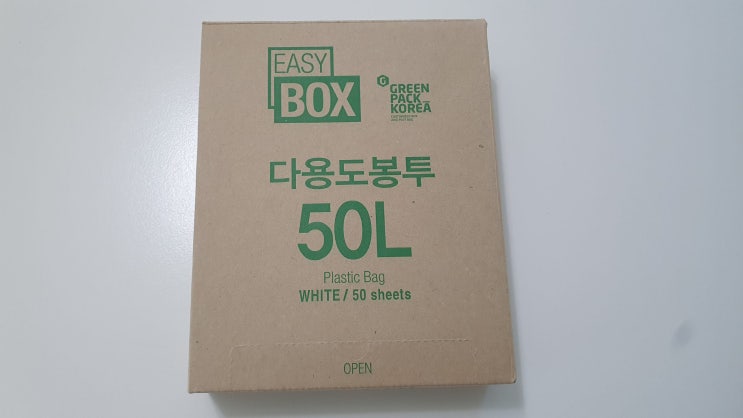 EASY
BOX
GREEN
PACK
KOREA
다용도봉투
50L
Plastic Bag
WHITE / 50 sheets
OPEN